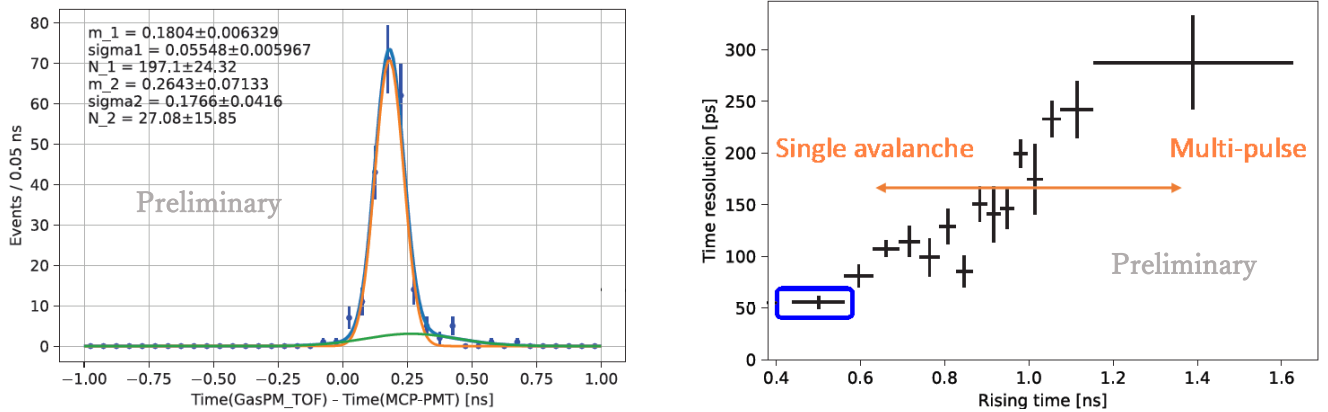 80
70
60
50
40
30
20
10
0
Events / 0.05 ns
m_1 = 0.1804±0.006329
sigma1 = 0.05548±0.005967
N_1 = 197.1±24.32
m_2 = 0.2643±0.07133
sigma2 = 0.1766±0.0416
N_2 = 27.08±15.85
Preliminary
−1.00 −0.75 −0.50 −0.25 0.00 0.25 0.50 0.75 1.00
Time(GasPM_TOF) - Time(MCP-PMT) [ns]
300
250
200
150
100
50
0
Time resolution [ps]
Single avalanche
Multi-pulse
Preliminary
0.4 0.6 0.8 1.0 1.2 1.4 1.6
Rising time [ns]